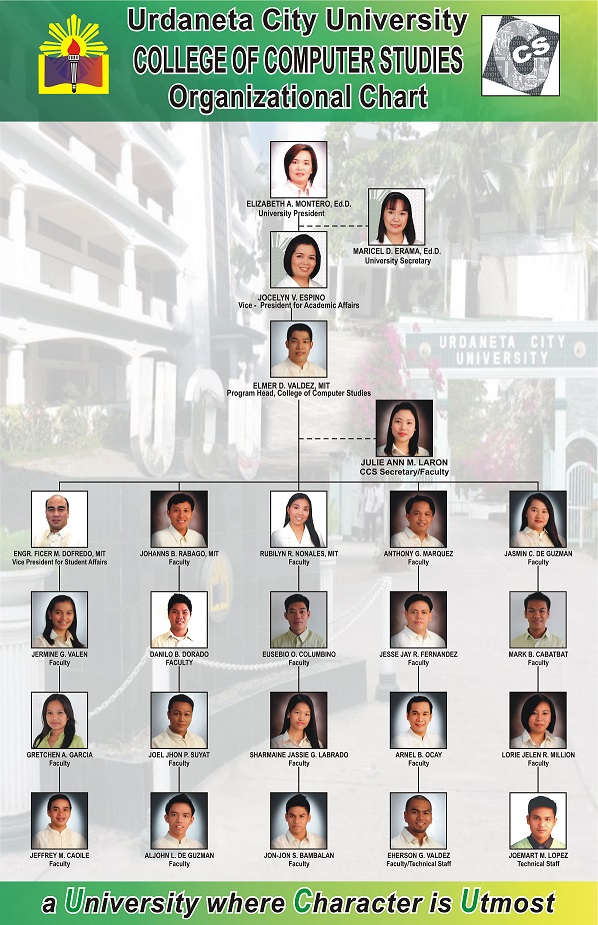 Urdaneta City University
COLLEGE OF COMPUTER STUDIES
Organizational Chart
CS
ELIZABETH A. MONTERO, Ed.D.
University President
MARICEL D. ERAMA, Ed.D.
University Secretary
JOCELYN V. ESPINO
Vice - President for Academic Affairs
URDANETA CITY
UNIVERSITY
ELMER D. VALDEZ, MIT
Program Head, College of Computer Studies
JULIE ANN M. LARON
CCS Secretary/Faculty
ENGR. FICER M. DOFREDO, MIT
Vice President for Student Affairs
JOHANNS B. RABAGO, MIT
Faculty
RUBILYN R. NONALES, MIT
Faculty
ANTHONY G. MARQUEZ
Faculty
JASMIN C. DE GUZMAN
Faculty
JERMINE G. VALEN
Faculty
DANILO B. DORADO
FACULTY
EUSEBIO O. COLUMBINO
Faculty
JESSE JAY R. FERNANDEZ
Faculty
MARK B. CABATBAT
Faculty
GRETCHEN A. GARCIA
Faculty
JOEL JHON P. SUYAT
Faculty
SHARMAINE JASSIE G. LABRADO
Faculty
ARNEL B. OCAY
Faculty
LORIE JELEN R. MILLION
Faculty
JEFFREY M. CAOILE
Faculty
ALJOHN L. DE GUZMAN
Faculty
JON-JON S. BAMBALAN
Faculty
EHERSON G. VALDEZ
Faculty/Technical Staff
JOEMART M. LOPEZ
Technical Staff
a University where Character is Utmost